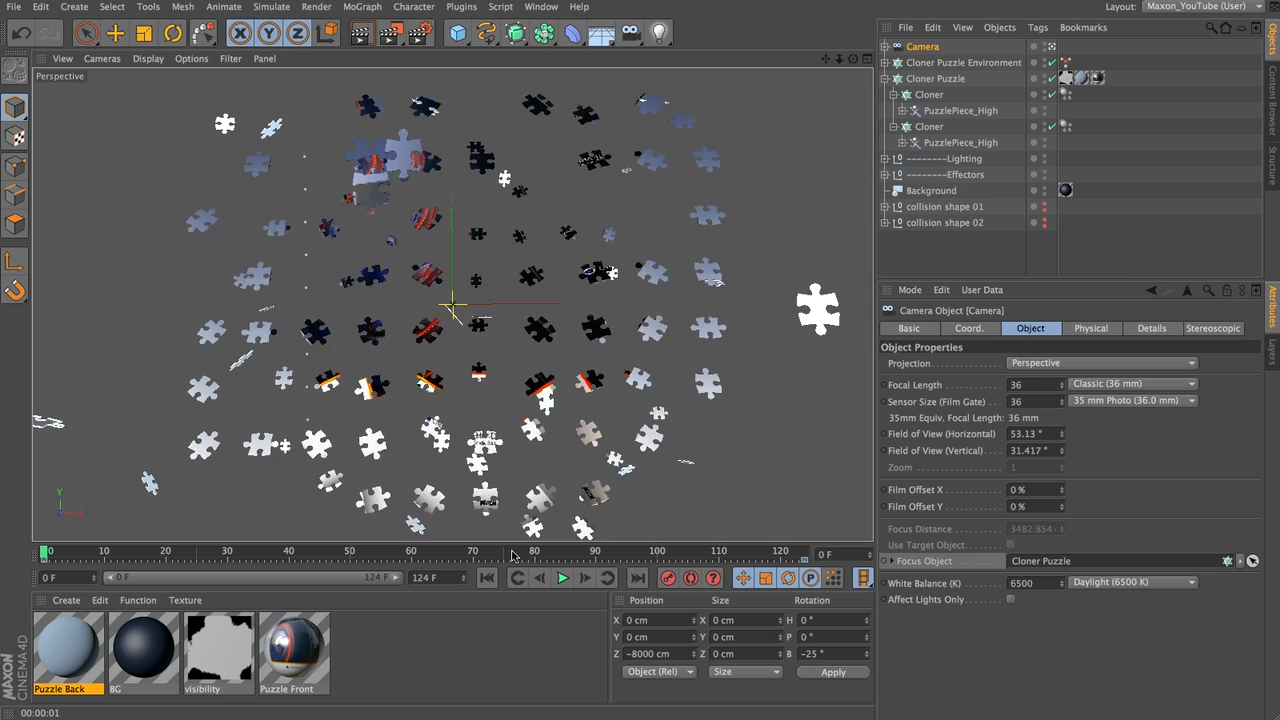 File Edit Create Select Tools Mesh Animate Simulate Render MoGraph Character Plugins Script Window Help
Layout: Maxon_YouTube (User)
X Y Z
View Cameras Display Options Filter Panel
Perspective
Y
Y
X
File Edit View Objects Tags Bookmarks
Camera
Cloner Puzzle Environment
Cloner Puzzle
Cloner
PuzzlePiece_High
Cloner
PuzzlePiece_High
--------Lighting
--------Effectors
Background
collision shape 01
collision shape 02
Objects
Content Browser
Structure
Attributes
Layers
Mode Edit User Data
Camera Object [Camera]
Basic Coord. Object Physical Details Stereoscopic
Object Properties
Projection Perspective
Focal Length 36 Classic (36 mm)
Sensor Size (Film Gate) 36 35 mm Photo (36.0 mm)
35mm Equiv. Focal Length: 36 mm
Field of View (Horizontal) 53.13 °
Field of View (Vertical) 31.417 °
Zoom 1
Film Offset X 0 %
Film Offset Y 0 %
Focus Distance 3482.854
Use Target Object
Focus Object Cloner Puzzle
White Balance (K) 6500 Daylight (6500 K)
Affect Lights Only
0 10 20 30 40 50 60 70 80 90 100 110 120 0 F
0 F 0 F 124 F 124 F
Create Edit Function Texture
Puzzle Back BG visibility Puzzle Front
Position Size Rotation
X 0 cm X 0 cm H 0 °
Y 0 cm Y 0 cm P 0 °
Z -8000 cm Z 0 cm B -25 °
Object (Rel) Size Apply
MAXON
CINEMA4D
00:00:01